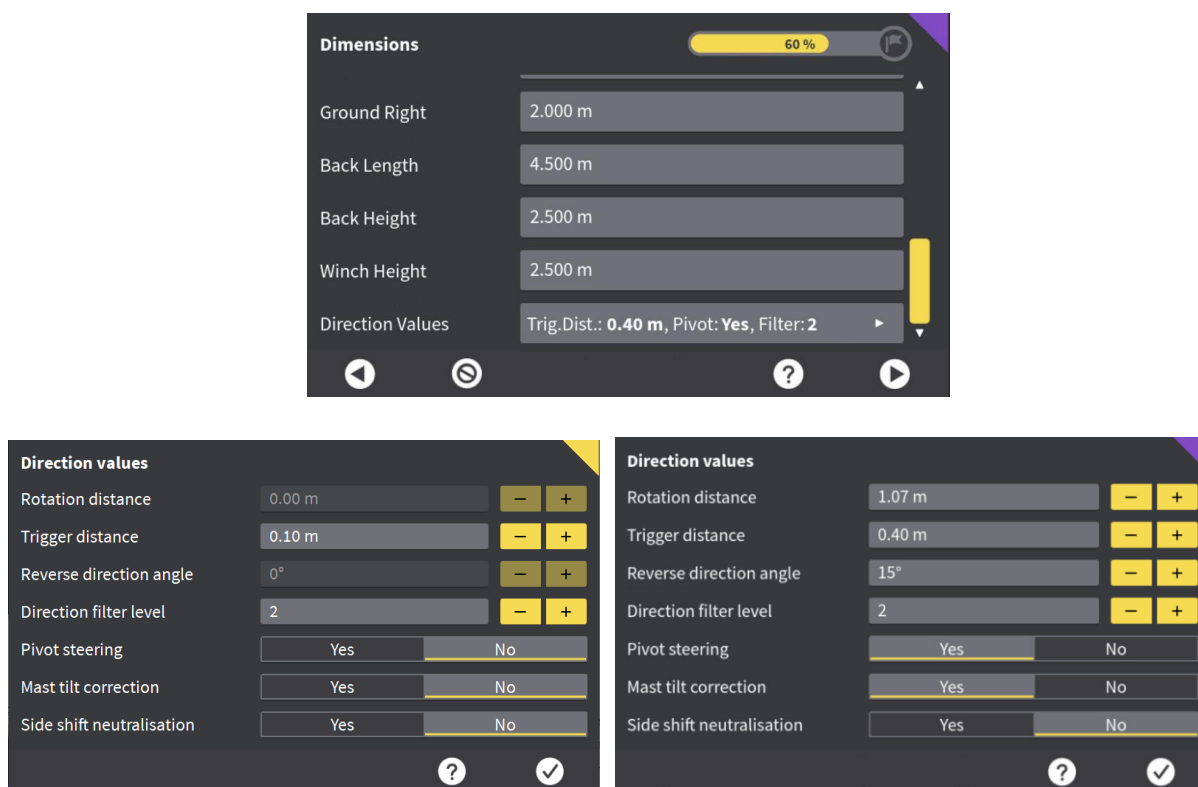 Dimensions 60 %
Ground Right 2.000 m
Back Length 4.500 m
Back Height 2.500 m
Winch Height 2.500 m
Direction Values Trig.Dist.: 0.40 m, Pivot: Yes, Filter: 2
?
Direction values
Rotation distance 0.00 m − +
Trigger distance 0.10 m − +
Reverse direction angle 0° − +
Direction filter level 2 − +
Pivot steering Yes No
Mast tilt correction Yes No
Side shift neutralisation Yes No
?
Direction values
Rotation distance 1.07 m − +
Trigger distance 0.40 m − +
Reverse direction angle 15° − +
Direction filter level 2 − +
Pivot steering Yes No
Mast tilt correction Yes No
Side shift neutralisation Yes No
?